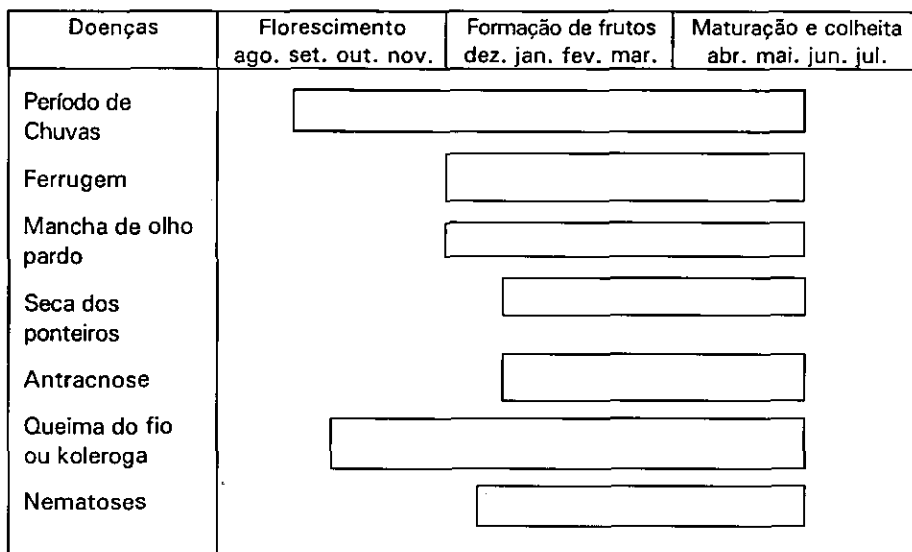 Doenças
Florescimento
ago. set. out. nov.
Formação de frutos
dez. jan. fev. mar.
Maturação e colheita
abr. mai. jun. jul.
Período de
Chuvas
Ferrugem
Mancha de olho
pardo
Seca dos
ponteiros
Antracnose
Queima do fio
ou koleroga
Nematoses